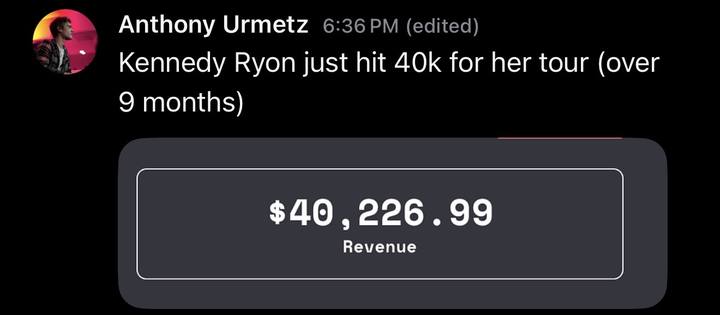 Anthony Urmetz 6:36 PM (edited)
Kennedy Ryon just hit 40k for her tour (over
9 months)
$40,226.99
Revenue